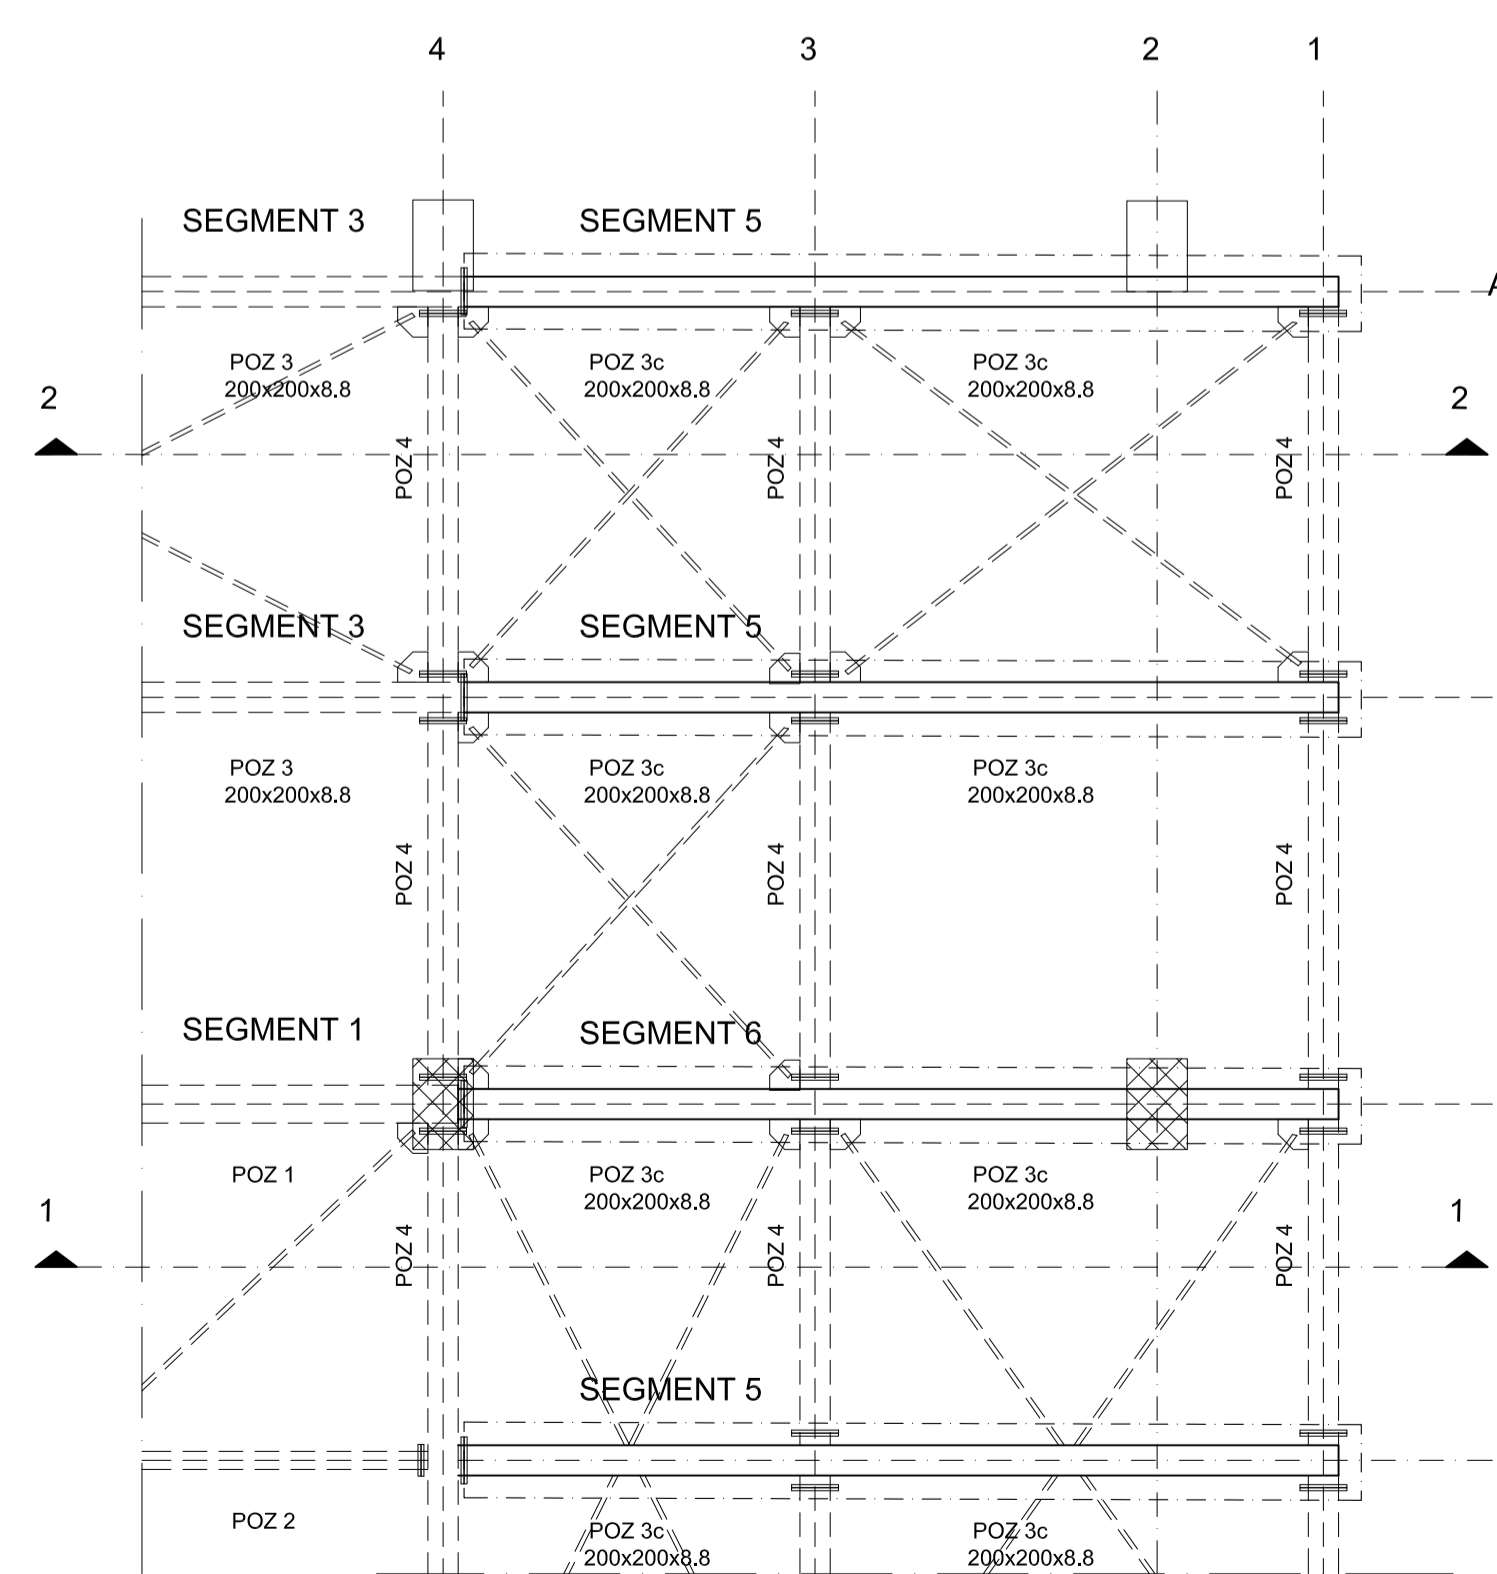 4 3 2 1
SEGMENT 3 SEGMENT 5
A
POZ 3 POZ 3c POZ 3c
200x200x8.8 200x200x8.8 200x200x8.8
2 2
POZ 4 POZ 4 POZ 4
SEGMENT 3 SEGMENT 5
POZ 3 POZ 3c POZ 3c
200x200x8.8 200x200x8.8 200x200x8.8
POZ 4 POZ 4 POZ 4
SEGMENT 1 SEGMENT 6
POZ 1 POZ 3c POZ 3c
200x200x8.8 200x200x8.8
1 1
POZ 4 POZ 4 POZ 4
SEGMENT 5
POZ 2 POZ 3c POZ 3c
200x200x8.8 200x200x8.8